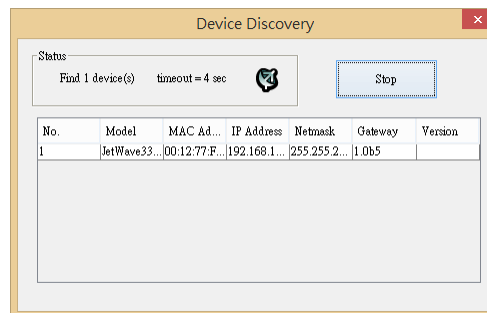 Device Discovery
Status
Find 1 device(s) timeout = 4 sec
Stop
No. Model MAC Ad... IP Address Netmask Gateway Version
1 JetWave33... 00:12:77:F... 192.168.1... 255.255.2... 1.0b5